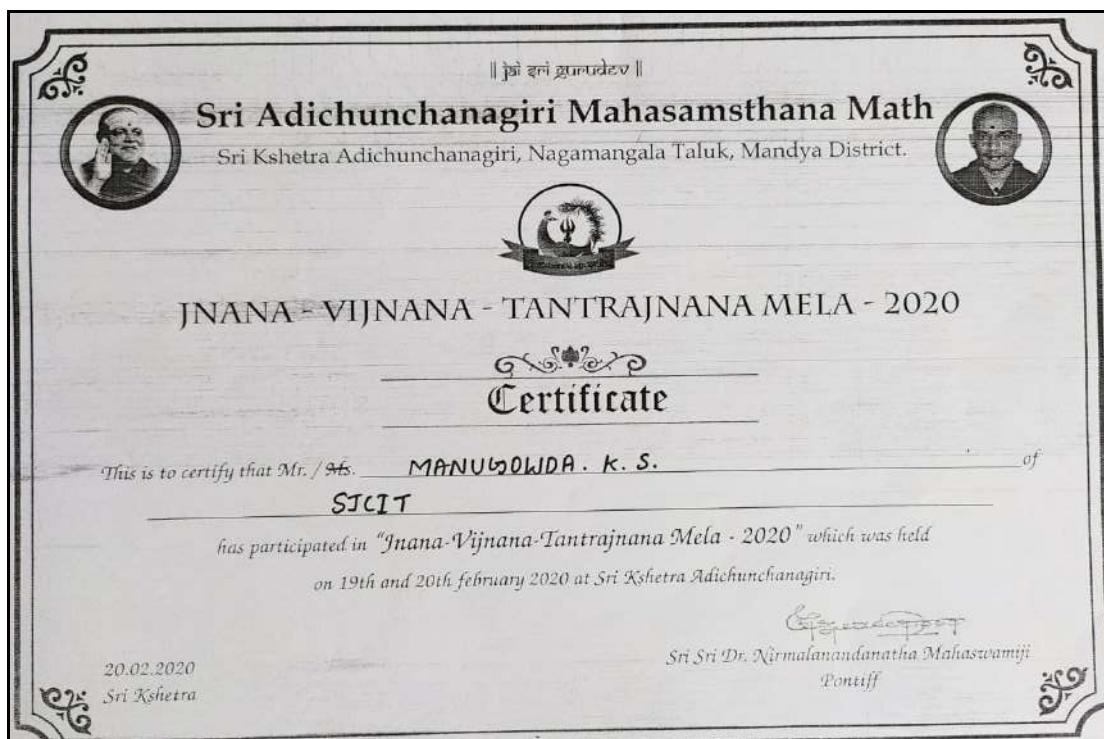 || jai sri gurudev ||
Sri Adichunchanagiri Mahasamsthana Math
Sri Kshetra Adichunchanagiri, Nagamangala Taluk, Mandya District.
JNANA - VIJNANA - TANTRAJNANA MELA - 2020
Certificate
This is to certify that Mr. / Ms. MANUGOWDA. K. S. of
SJCIT
has participated in "Jnana-Vijnana-Tantrajnana Mela - 2020" which was held
on 19th and 20th february 2020 at Sri Kshetra Adichunchanagiri.
Sri Sri Dr. Nirmalanandanatha Mahaswamiji
Pontiff
20.02.2020
Sri Kshetra